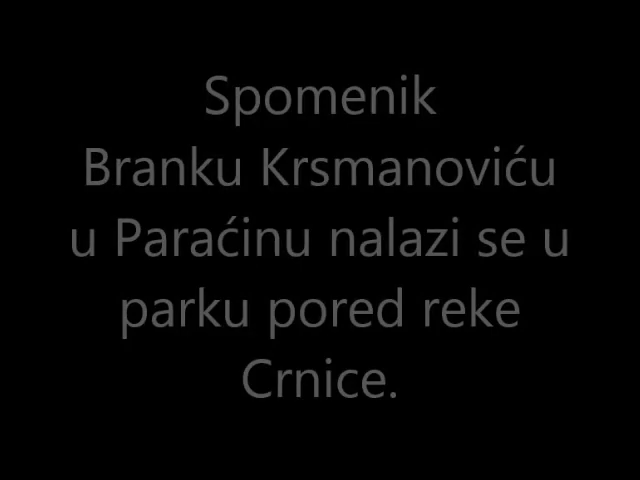 Spomenik
Branku Krsmanoviću
u Paraćinu nalazi se u
parku pored reke
Crnice.